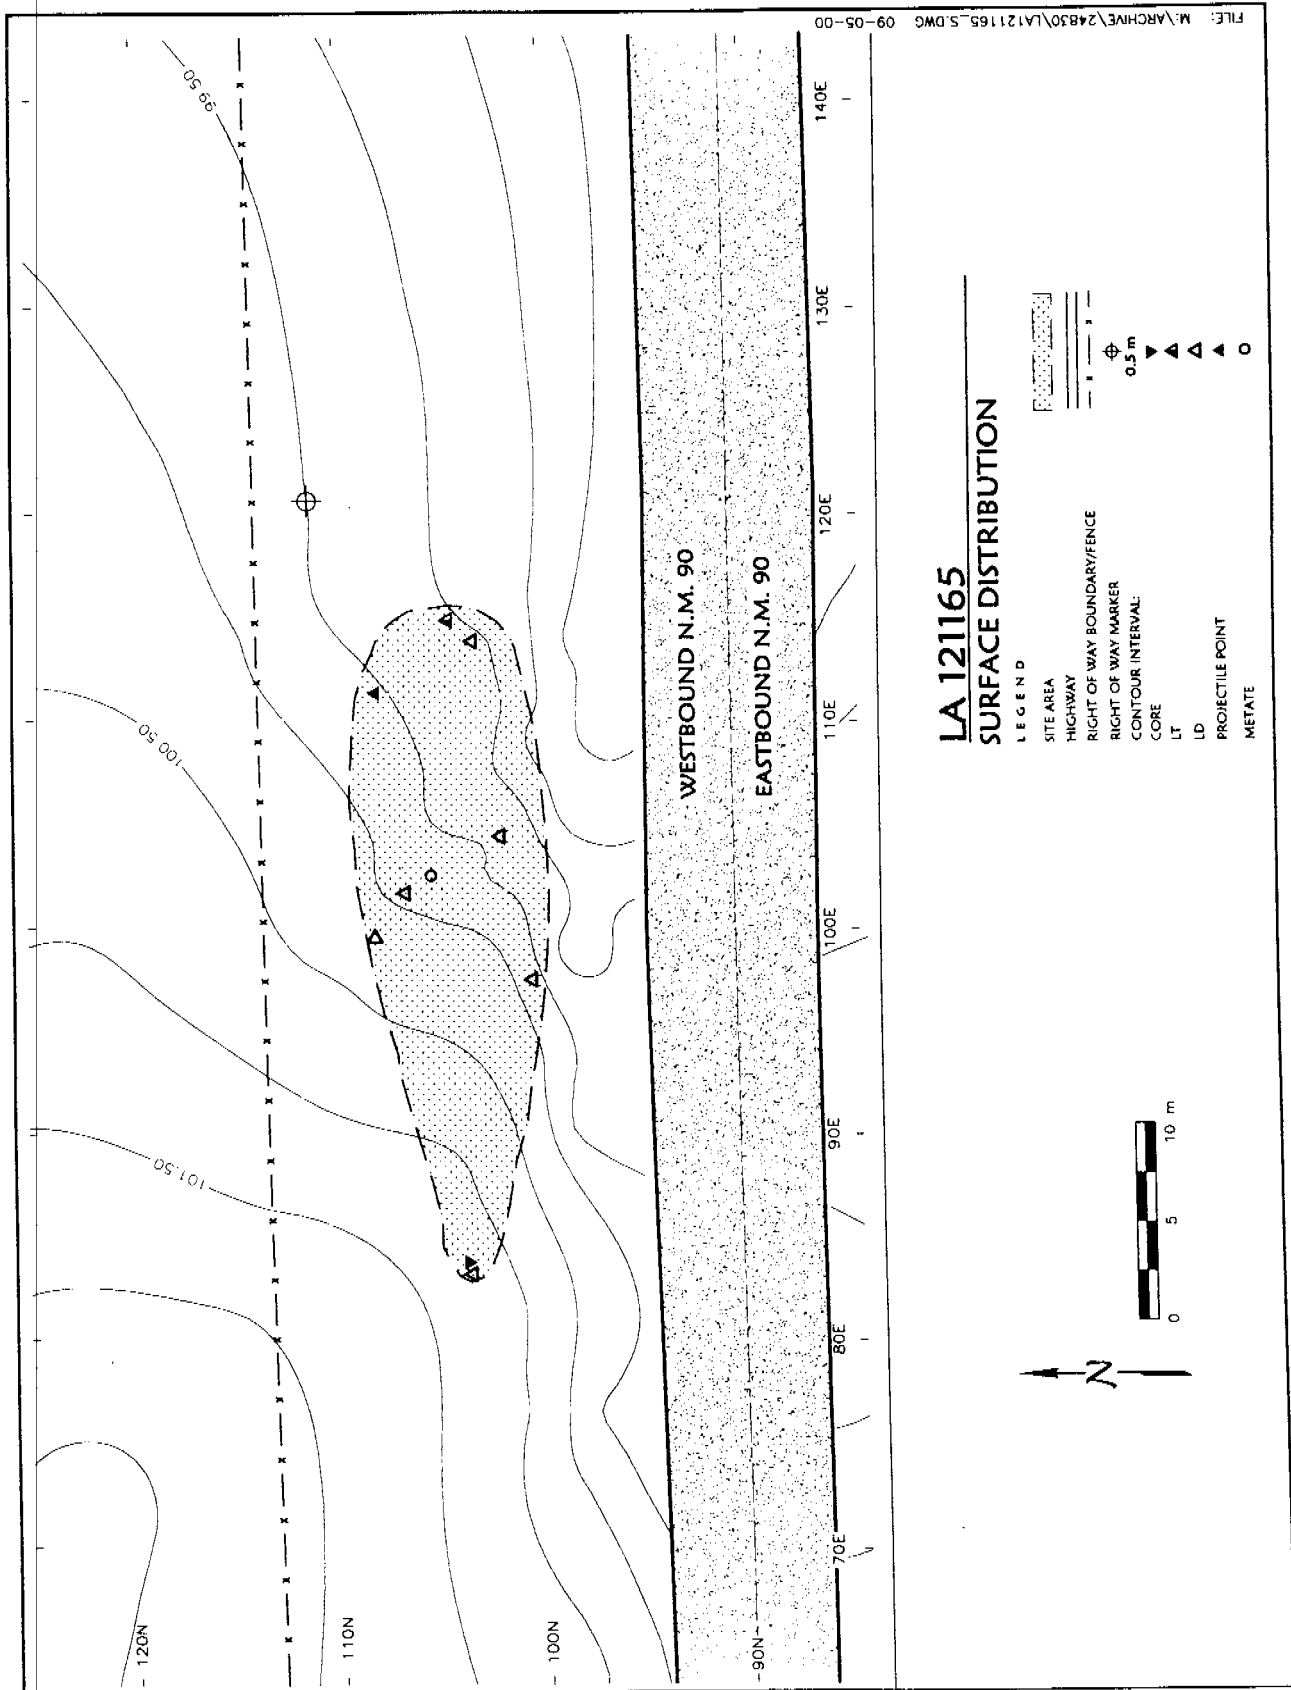 FILE: M:\ARCHIVE\24830\LA121165_S.DWG 09-05-00
99.50
100.50
101.50
120N
110N
100N
90N
WESTBOUND N.M. 90
EASTBOUND N.M. 90
70E
80E
90E
100E
110E
120E
130E
140E
LA 121165
SURFACE DISTRIBUTION
LEGEND
SITE AREA
HIGHWAY
RIGHT OF WAY BOUNDARY/FENCE
RIGHT OF WAY MARKER
CONTOUR INTERVAL: 0.5 m
CORE
LT
LD
PROJECTILE POINT
METATE
N
0 5 10 m